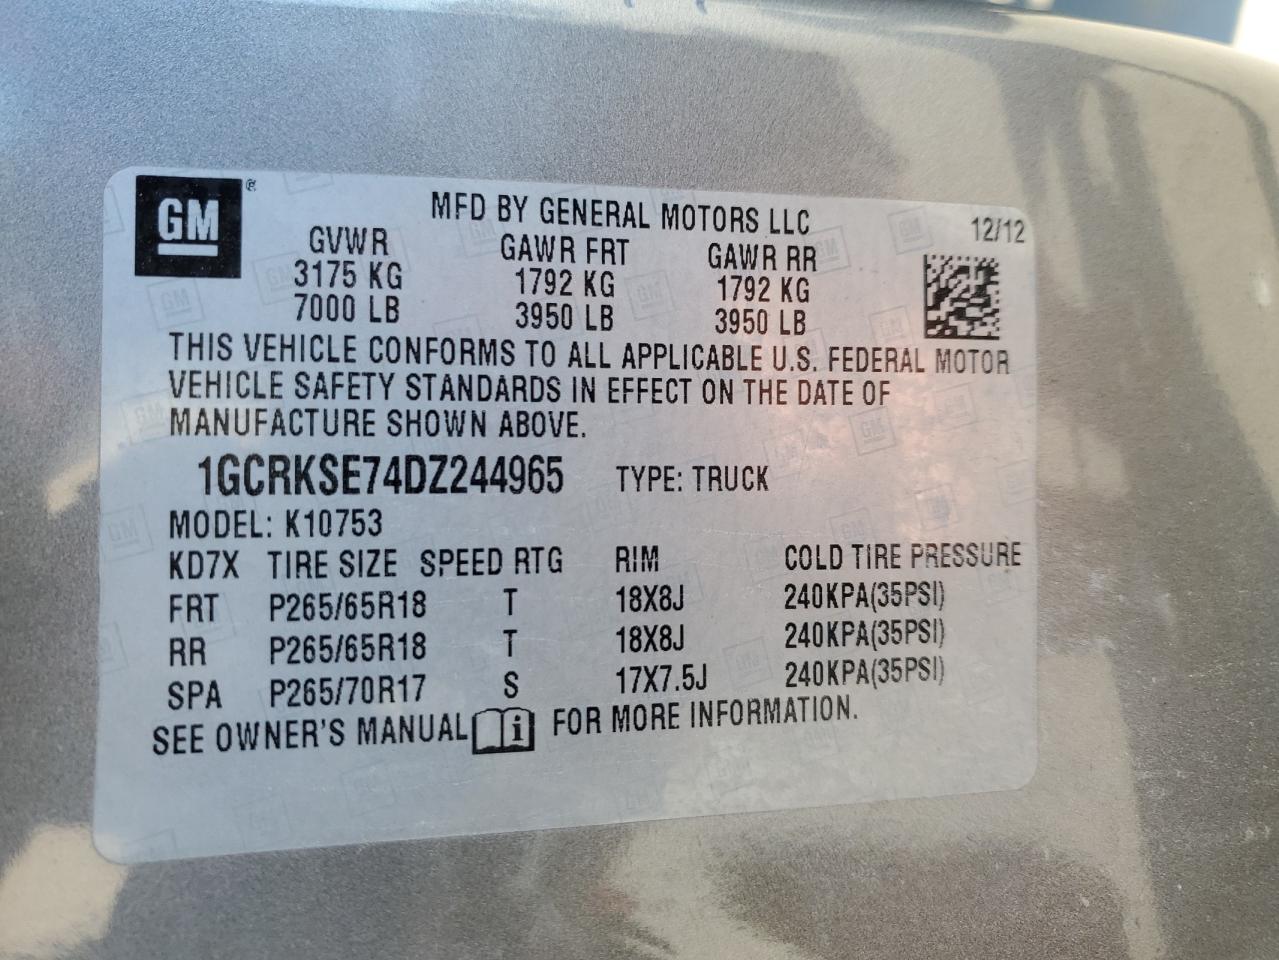 GM ®
MFD BY GENERAL MOTORS LLC
12/12
GVWR GAWR FRT GAWR RR
3175 KG 1792 KG 1792 KG
7000 LB 3950 LB 3950 LB
THIS VEHICLE CONFORMS TO ALL APPLICABLE U.S. FEDERAL MOTOR
VEHICLE SAFETY STANDARDS IN EFFECT ON THE DATE OF
MANUFACTURE SHOWN ABOVE.
1GCRKSE74DZ244965 TYPE: TRUCK
MODEL: K10753
KD7X TIRE SIZE SPEED RTG RIM COLD TIRE PRESSURE
FRT P265/65R18 T 18X8J 240KPA(35PSI)
RR P265/65R18 T 18X8J 240KPA(35PSI)
SPA P265/70R17 S 17X7.5J 240KPA(35PSI)
SEE OWNER'S MANUAL i FOR MORE INFORMATION.